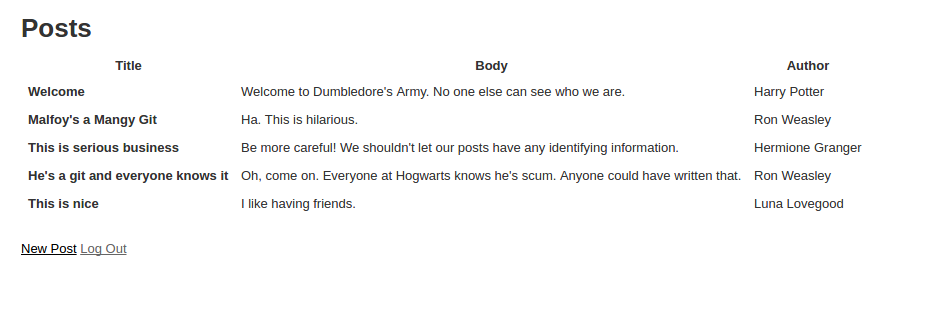 Posts
Title Body Author
Welcome Welcome to Dumbledore's Army. No one else can see who we are. Harry Potter
Malfoy's a Mangy Git Ha. This is hilarious. Ron Weasley
This is serious business Be more careful! We shouldn't let our posts have any identifying information. Hermione Granger
He's a git and everyone knows it Oh, come on. Everyone at Hogwarts knows he's scum. Anyone could have written that. Ron Weasley
This is nice I like having friends. Luna Lovegood
New Post Log Out